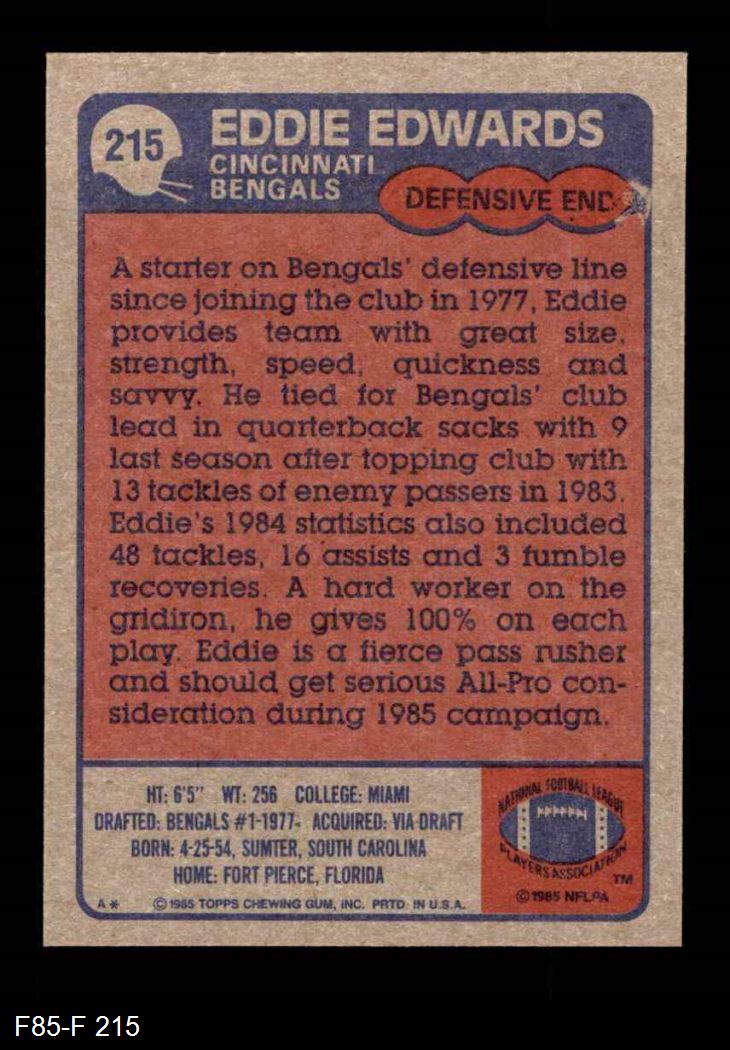 215
EDDIE EDWARDS
CINCINNATI
BENGALS
DEFENSIVE END
A starter on Bengals' defensive line
since joining the club in 1977, Eddie
provides team with great size,
strength, speed, quickness and
savvy. He tied for Bengals' club
lead in quarterback sacks with 9
last season after topping club with
13 tackles of enemy passers in 1983.
Eddie's 1984 statistics also included
48 tackles, 16 assists and 3 fumble
recoveries. A hard worker on the
gridiron, he gives 100% on each
play. Eddie is a fierce pass rusher
and should get serious All-Pro con-
sideration during 1985 campaign.
HT: 6'5" WT: 256 COLLEGE: MIAMI
DRAFTED: BENGALS #1-1977- ACQUIRED: VIA DRAFT
BORN: 4-25-54, SUMTER, SOUTH CAROLINA
HOME: FORT PIERCE, FLORIDA
A* © 1985 TOPPS CHEWING GUM, INC. PRTD. IN U.S.A.
NATIONAL FOOTBALL LEAGUE
PLAYERS ASSOCIATION
TM
© 1985 NFLPA
F85-F 215